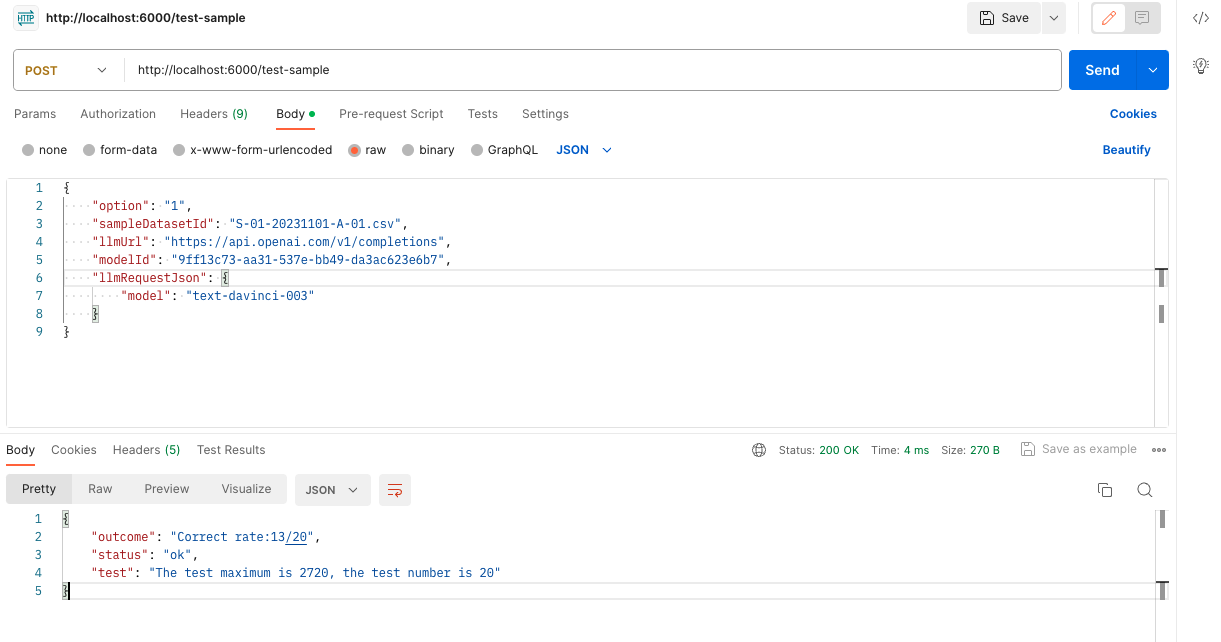 HTTP http://localhost:6000/test-sample Save </>
POST http://localhost:6000/test-sample Send
Params Authorization Headers (9) Body Pre-request Script Tests Settings Cookies
none form-data x-www-form-urlencoded raw binary GraphQL JSON Beautify
1 {
2 "option": "1",
3 "sampleDatasetId": "S-01-20231101-A-01.csv",
4 "llmUrl": "https://api.openai.com/v1/completions",
5 "modelId": "9ff13c73-aa31-537e-bb49-da3ac623e6b7",
6 "llmRequestJson": {
7 "model": "text-davinci-003"
8 }
9 }
Body Cookies Headers (5) Test Results Status: 200 OK Time: 4 ms Size: 270 B Save as example
Pretty Raw Preview Visualize JSON
1 {
2 "outcome": "Correct rate:13/20",
3 "status": "ok",
4 "test": "The test maximum is 2720, the test number is 20"
5 }